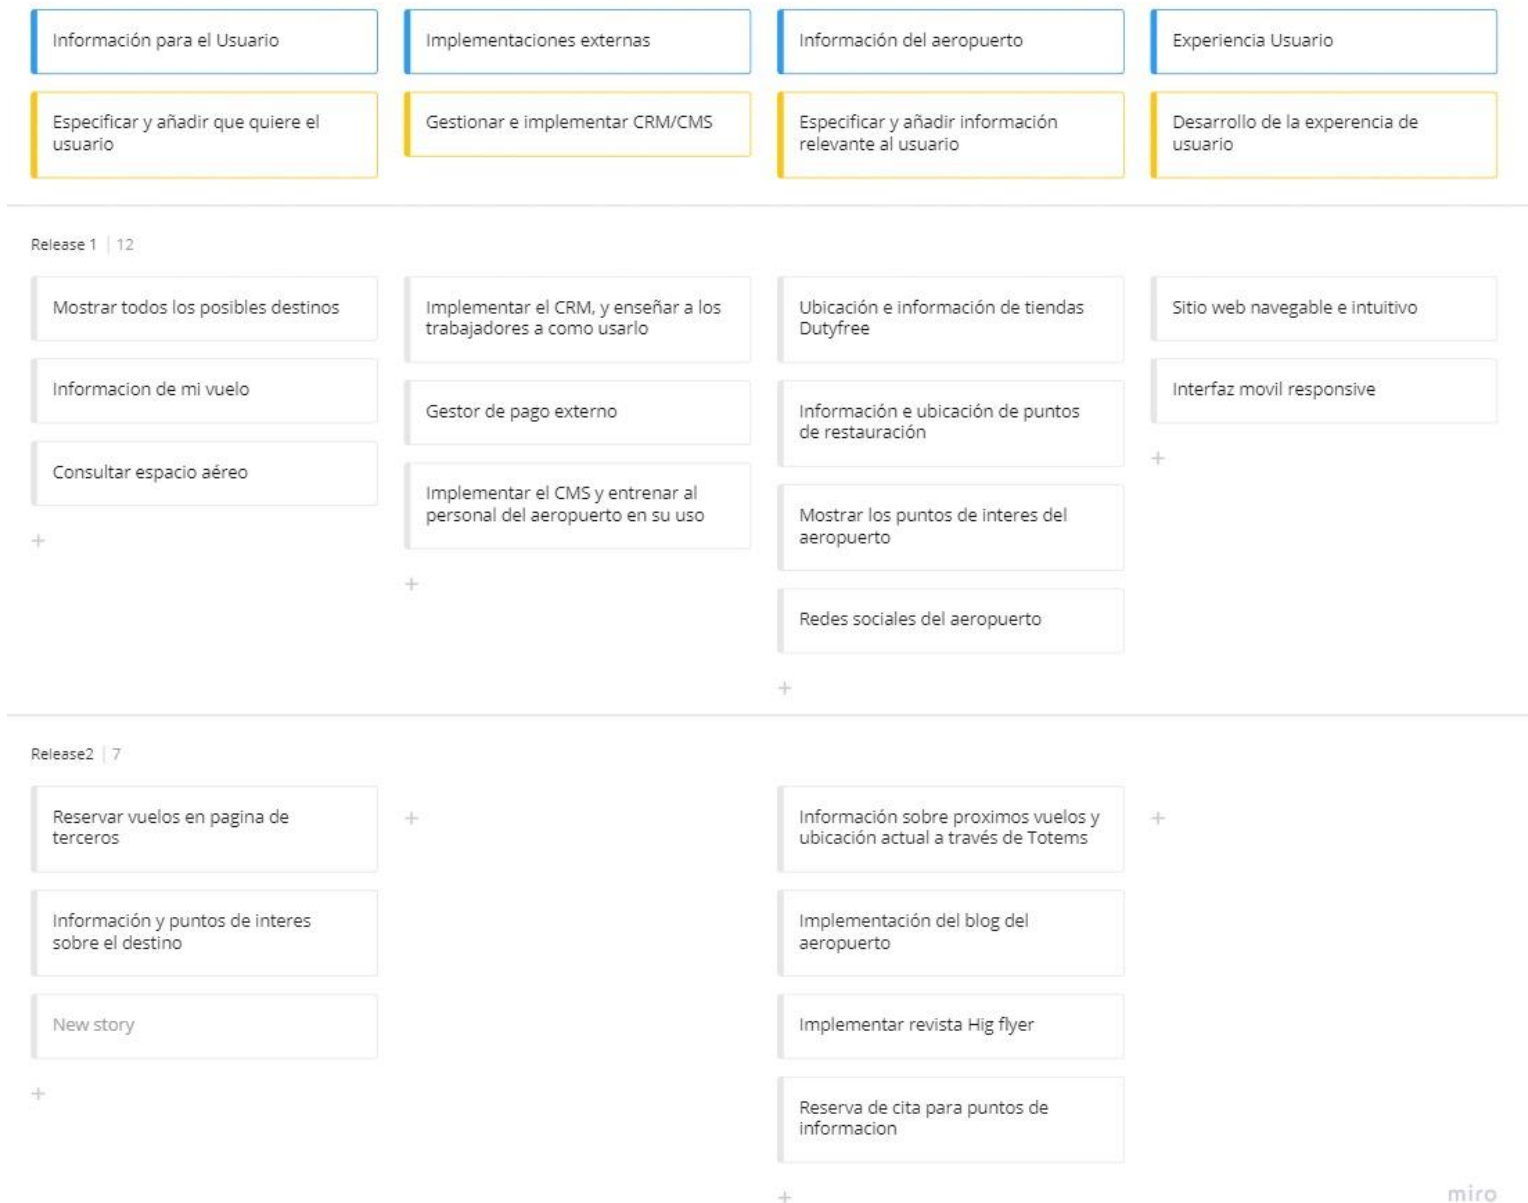 Información para el Usuario
Implementaciones externas
Información del aeropuerto
Experiencia Usuario
Especificar y añadir que quiere el
usuario
Gestionar e implementar CRM/CMS
Especificar y añadir información
relevante al usuario
Desarrollo de la experencia de
usuario
Release 1 | 12
Mostrar todos los posibles destinos
Informacion de mi vuelo
Consultar espacio aéreo
+
Implementar el CRM, y enseñar a los
trabajadores a como usarlo
Gestor de pago externo
Implementar el CMS y entrenar al
personal del aeropuerto en su uso
+
Ubicación e información de tiendas
Dutyfree
Información e ubicación de puntos
de restauración
Mostrar los puntos de interes del
aeropuerto
Redes sociales del aeropuerto
+
Sitio web navegable e intuitivo
Interfaz movil responsive
+
Release2 | 7
Reservar vuelos en pagina de
terceros
Información y puntos de interes
sobre el destino
New story
+
+
Información sobre proximos vuelos y
ubicación actual a través de Totems
Implementación del blog del
aeropuerto
Implementar revista Hig flyer
Reserva de cita para puntos de
informacion
+
+
miro